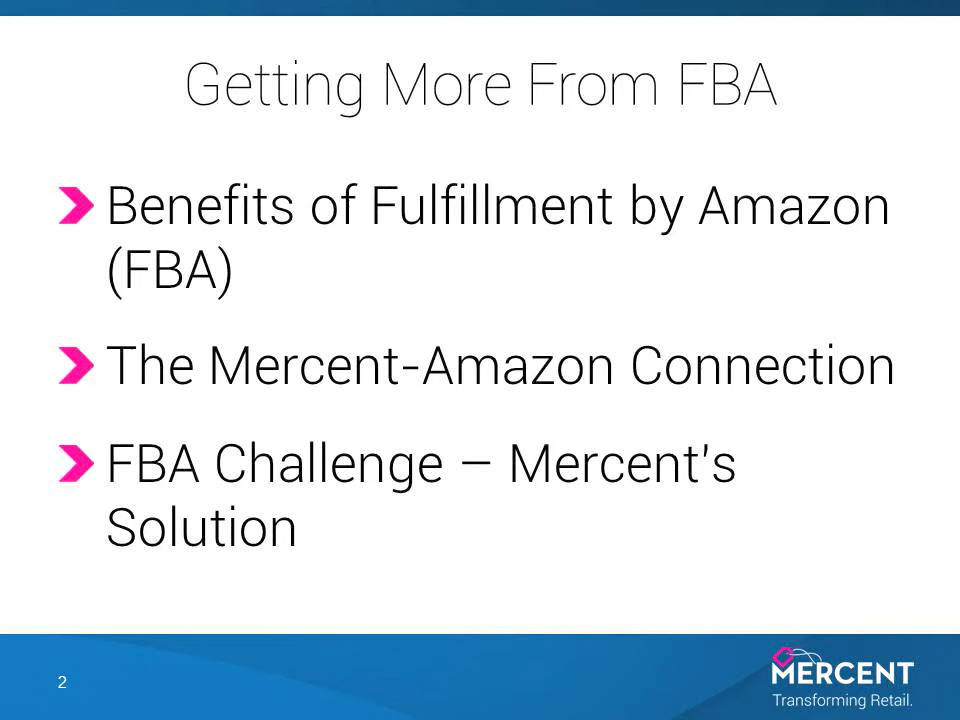 Getting More From FBA
Benefits of Fulfillment by Amazon
(FBA)
The Mercent-Amazon Connection
FBA Challenge – Mercent's
Solution
2
MERCENT
Transforming Retail.